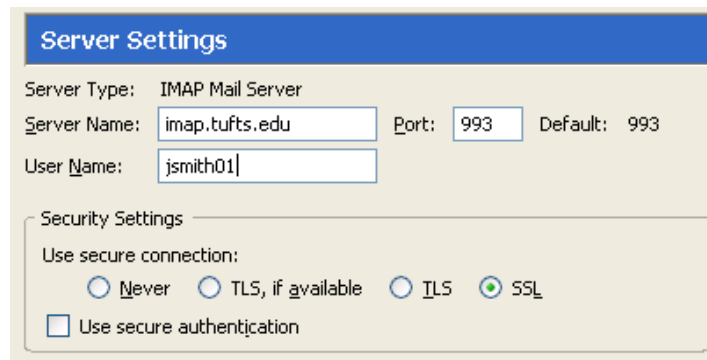 Server Settings
Server Type: IMAP Mail Server
Server Name: imap.tufts.edu Port: 993 Default: 993
User Name: jsmith01
Security Settings
Use secure connection:
Never TLS, if available TLS SSL
Use secure authentication